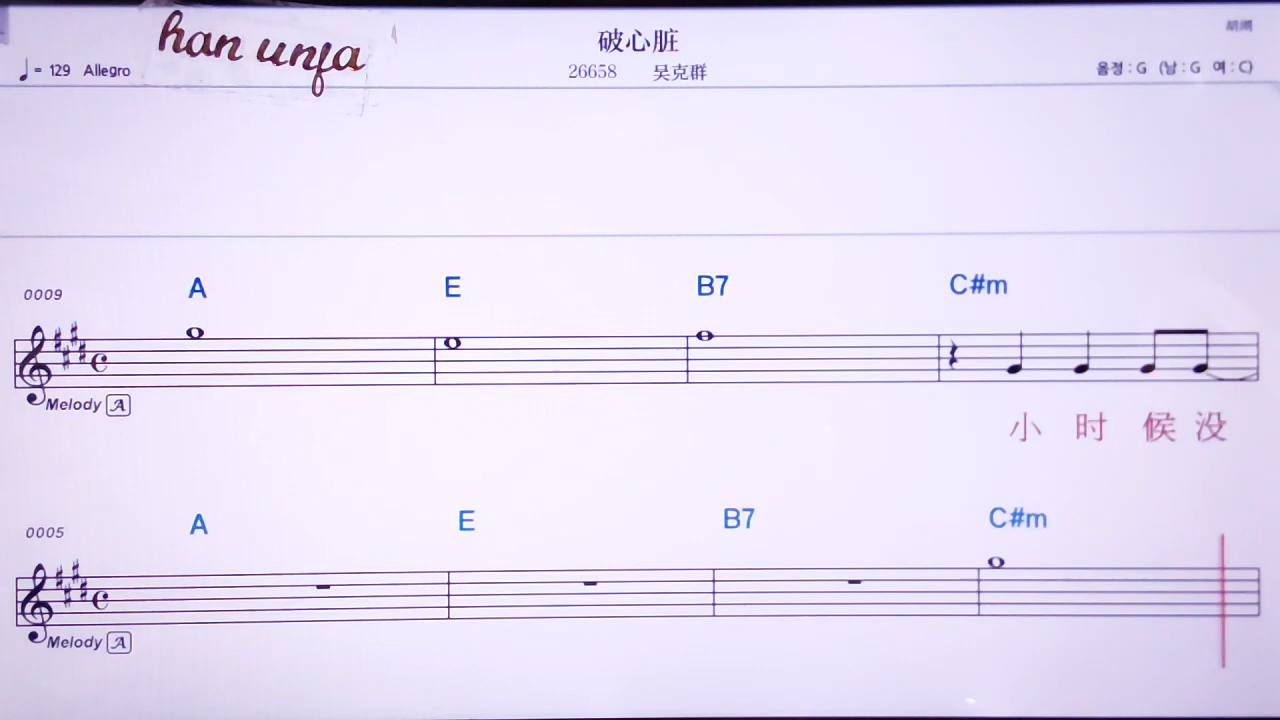 han unfa
破心脏
♩= 129 Allegro
26658 吴克群
음정 : G (남 : G 여 : C)
0009
A E B7 C#m
Melody A
小 时 候 没
0005
A E B7 C#m
Melody A